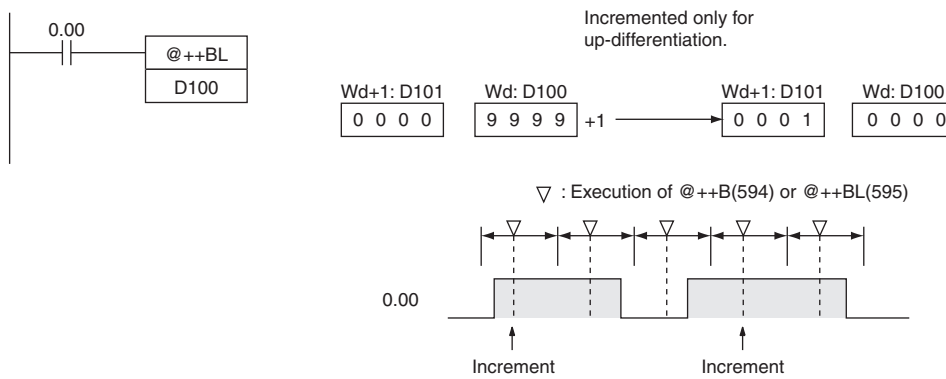 0.00
@++BL
D100
Incremented only for
up-differentiation.
Wd+1: D101 Wd: D100 Wd+1: D101 Wd: D100
0 0 0 0 9 9 9 9 +1 0 0 0 1 0 0 0 0
: Execution of @++B(594) or @++BL(595)
0.00
Increment Increment